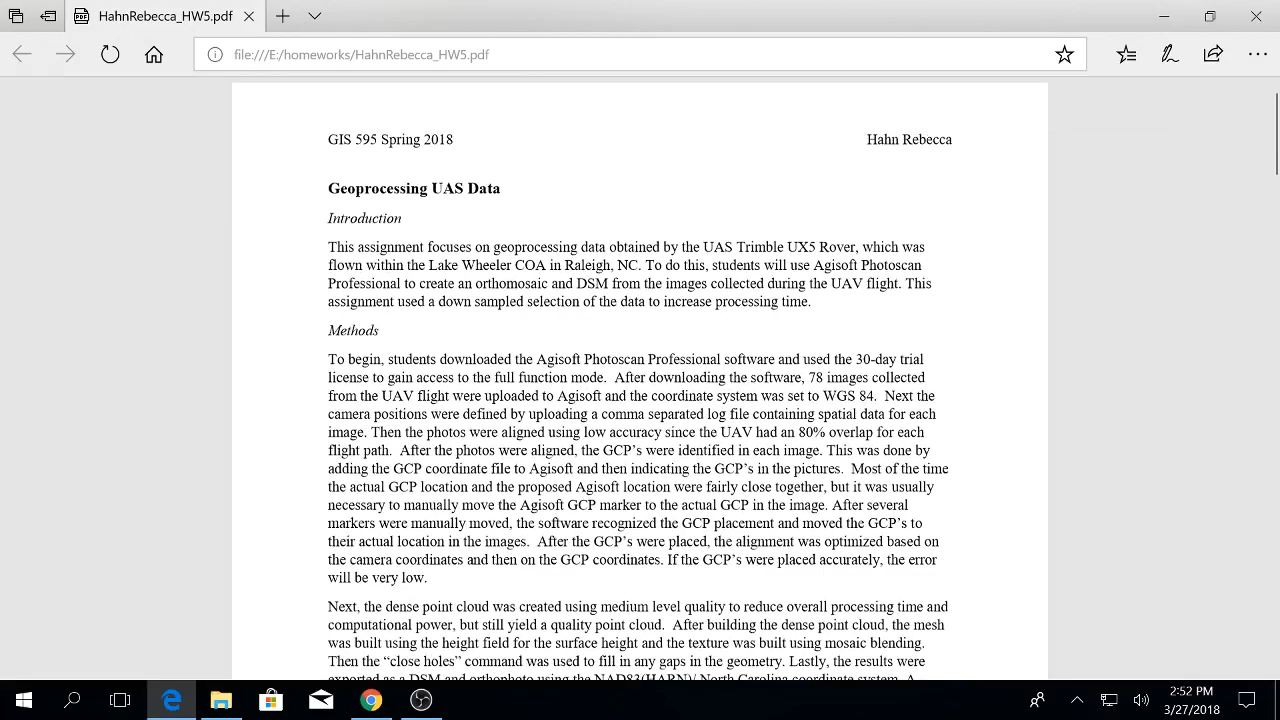 HahnRebecca_HW5.pdf
file:///E:/homeworks/HahnRebecca_HW5.pdf
GIS 595 Spring 2018 Hahn Rebecca
Geoprocessing UAS Data
Introduction
This assignment focuses on geoprocessing data obtained by the UAS Trimble UX5 Rover, which was
flown within the Lake Wheeler COA in Raleigh, NC. To do this, students will use Agisoft Photoscan
Professional to create an orthomosaic and DSM from the images collected during the UAV flight. This
assignment used a down sampled selection of the data to increase processing time.
Methods
To begin, students downloaded the Agisoft Photoscan Professional software and used the 30-day trial
license to gain access to the full function mode.  After downloading the software, 78 images collected
from the UAV flight were uploaded to Agisoft and the coordinate system was set to WGS 84.  Next the
camera positions were defined by uploading a comma separated log file containing spatial data for each
image. Then the photos were aligned using low accuracy since the UAV had an 80% overlap for each
flight path.  After the photos were aligned, the GCP's were identified in each image. This was done by
adding the GCP coordinate file to Agisoft and then indicating the GCP's in the pictures.  Most of the time
the actual GCP location and the proposed Agisoft location were fairly close together, but it was usually
necessary to manually move the Agisoft GCP marker to the actual GCP in the image. After several
markers were manually moved, the software recognized the GCP placement and moved the GCP's to
their actual location in the images.  After the GCP's were placed, the alignment was optimized based on
the camera coordinates and then on the GCP coordinates. If the GCP's were placed accurately, the error
will be very low.
Next, the dense point cloud was created using medium level quality to reduce overall processing time and
computational power, but still yield a quality point cloud.  After building the dense point cloud, the mesh
was built using the height field for the surface height and the texture was built using mosaic blending.
Then the “close holes” command was used to fill in any gaps in the geometry. Lastly, the results were
exported as a DSM and orthophoto using the NAD83(HARN)/ North Carolina coordinate system. A
2:52 PM
3/27/2018